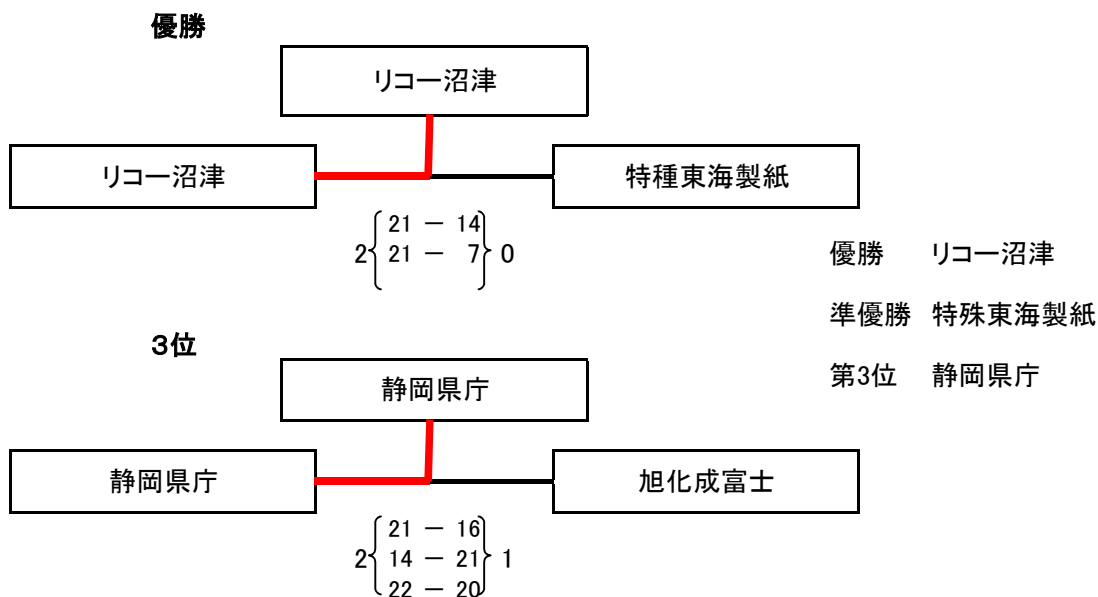 優勝
リコー沼津
リコー沼津
特種東海製紙
21 － 14
2 21 － 7 0
優勝 リコー沼津
準優勝 特殊東海製紙
第3位 静岡県庁
３位
静岡県庁
静岡県庁
旭化成富士
21 － 16
2 14 － 21 1
22 － 20